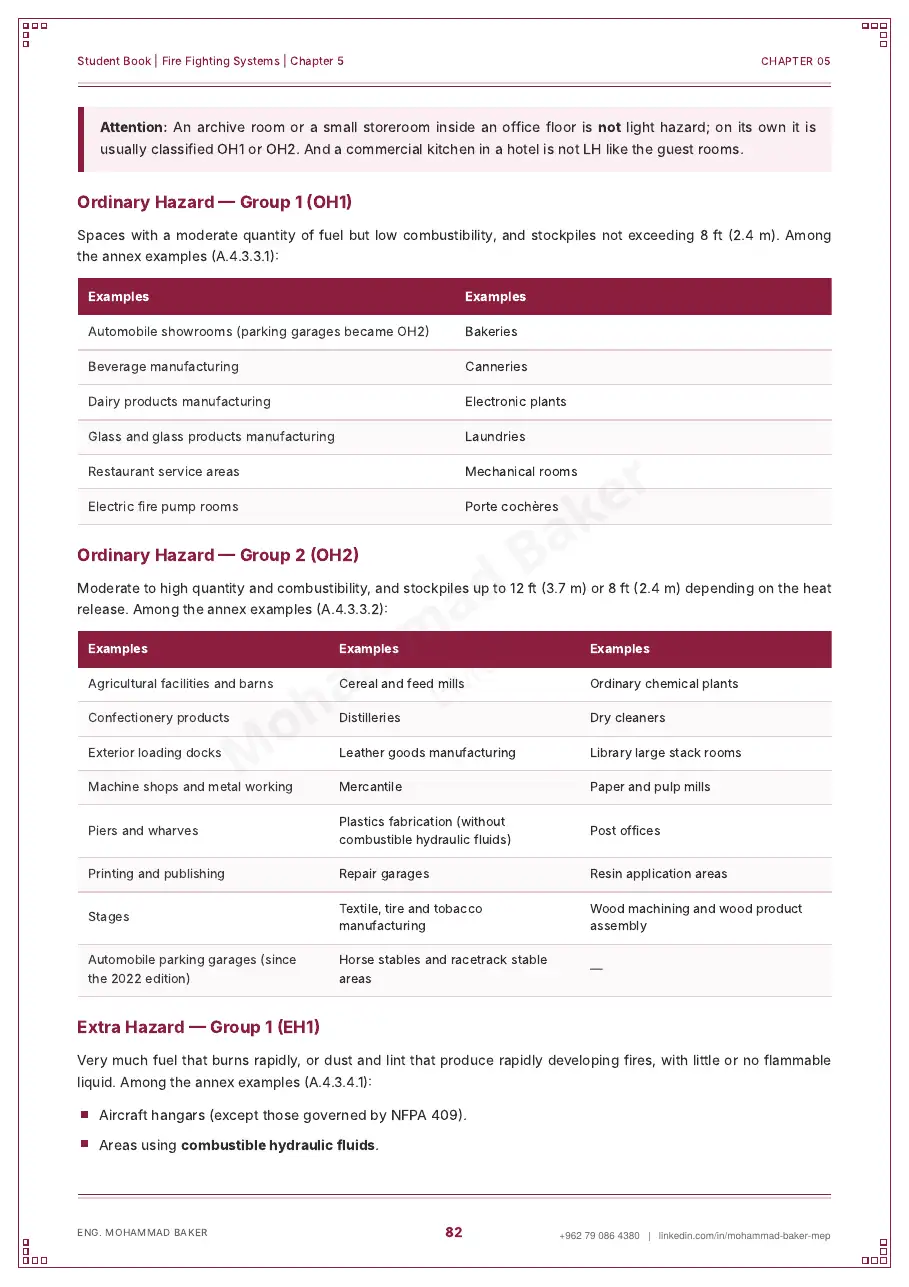 Student Book | Fire Fighting Systems | Chapter 5
CHAPTER 05
Attention: An archive room or a small storeroom inside an office floor is not light hazard; on its own it is
usually classified OH1 or OH2. And a commercial kitchen in a hotel is not LH like the guest rooms.
Ordinary Hazard — Group 1 (OH1)
Spaces with a moderate quantity of fuel but low combustibility, and stockpiles not exceeding 8 ft (2.4 m). Among
the annex examples (A.4.3.3.1):
Examples Examples
Automobile showrooms (parking garages became OH2) Bakeries
Beverage manufacturing Canneries
Dairy products manufacturing Electronic plants
Glass and glass products manufacturing Laundries
Restaurant service areas Mechanical rooms
Electric fire pump rooms Porte cochères
Ordinary Hazard — Group 2 (OH2)
Moderate to high quantity and combustibility, and stockpiles up to 12 ft (3.7 m) or 8 ft (2.4 m) depending on the heat
release. Among the annex examples (A.4.3.3.2):
Examples Examples Examples
Agricultural facilities and barns Cereal and feed mills Ordinary chemical plants
Confectionery products Distilleries Dry cleaners
Exterior loading docks Leather goods manufacturing Library large stack rooms
Machine shops and metal working Mercantile Paper and pulp mills
Piers and wharves
Plastics fabrication (without
combustible hydraulic fluids)
Post offices
Printing and publishing Repair garages Resin application areas
Stages
Textile, tire and tobacco
manufacturing
Wood machining and wood product
assembly
Automobile parking garages (since
the 2022 edition)
Horse stables and racetrack stable
areas
—
Extra Hazard — Group 1 (EH1)
Very much fuel that burns rapidly, or dust and lint that produce rapidly developing fires, with little or no flammable
liquid. Among the annex examples (A.4.3.4.1):
Aircraft hangars (except those governed by NFPA 409).
Areas using combustible hydraulic fluids.
Mohammad Baker
ENG. MOHAMMAD BAKER
82
+962 79 086 4380 | linkedin.com/in/mohammad-baker-mep